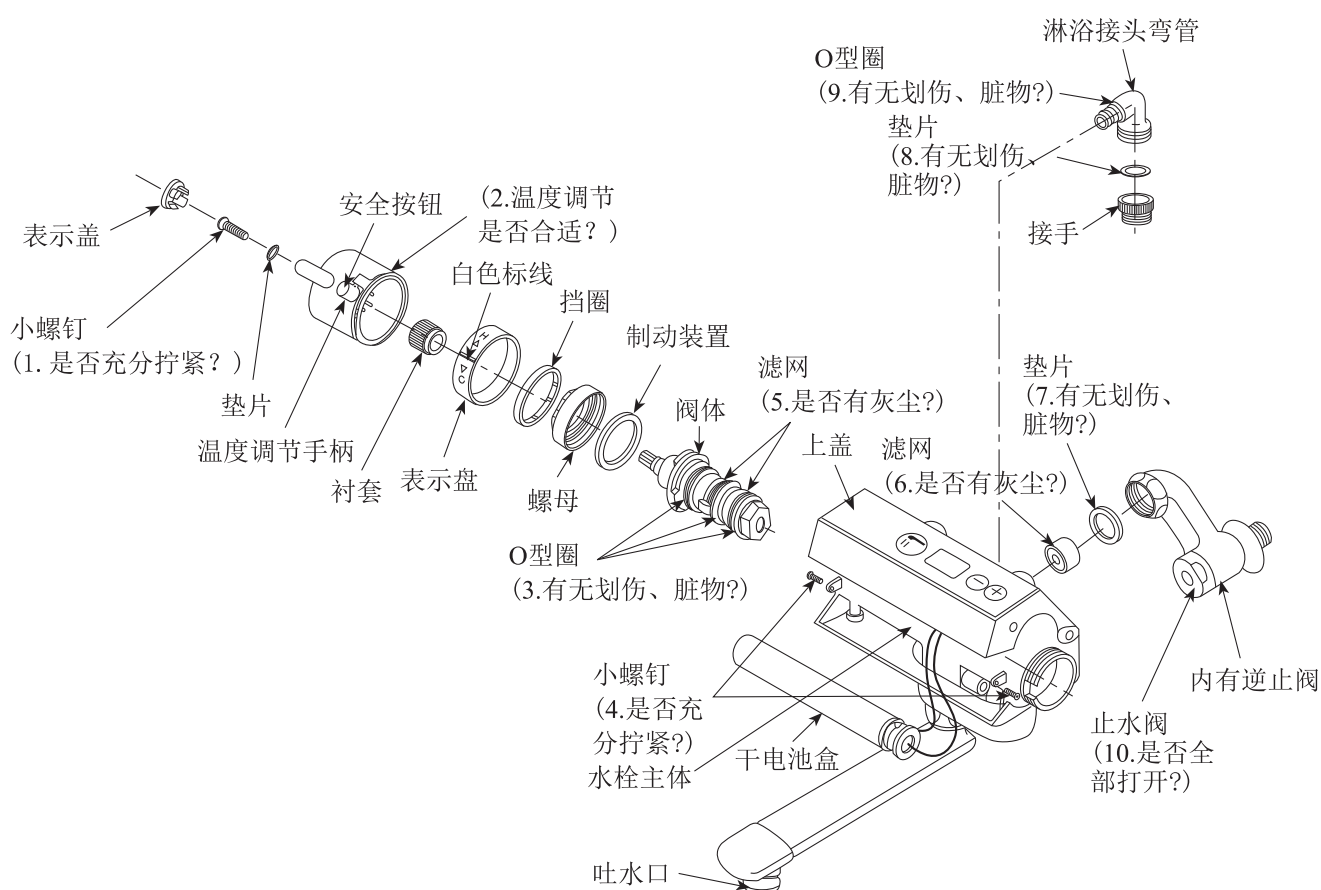 淋浴接头弯管
O型圈
(9.有无划伤、脏物?)
垫片
(8.有无划伤、
脏物?)
接手
表示盖
安全按钮
(2.温度调节
是否合适？)
白色标线
挡圈
制动装置
小螺钉
(1. 是否充分拧紧？)
垫片
温度调节手柄
衬套
表示盘
螺母
H
C
阀体
滤网
(5.是否有灰尘?)
O型圈
(3.有无划伤、脏物?)
上盖
滤网
(6.是否有灰尘?)
垫片
(7.有无划伤、
脏物?)
小螺钉
(4.是否充
分拧紧?)
水栓主体
干电池盒
吐水口
内有逆止阀
止水阀
(10.是否全
部打开?)